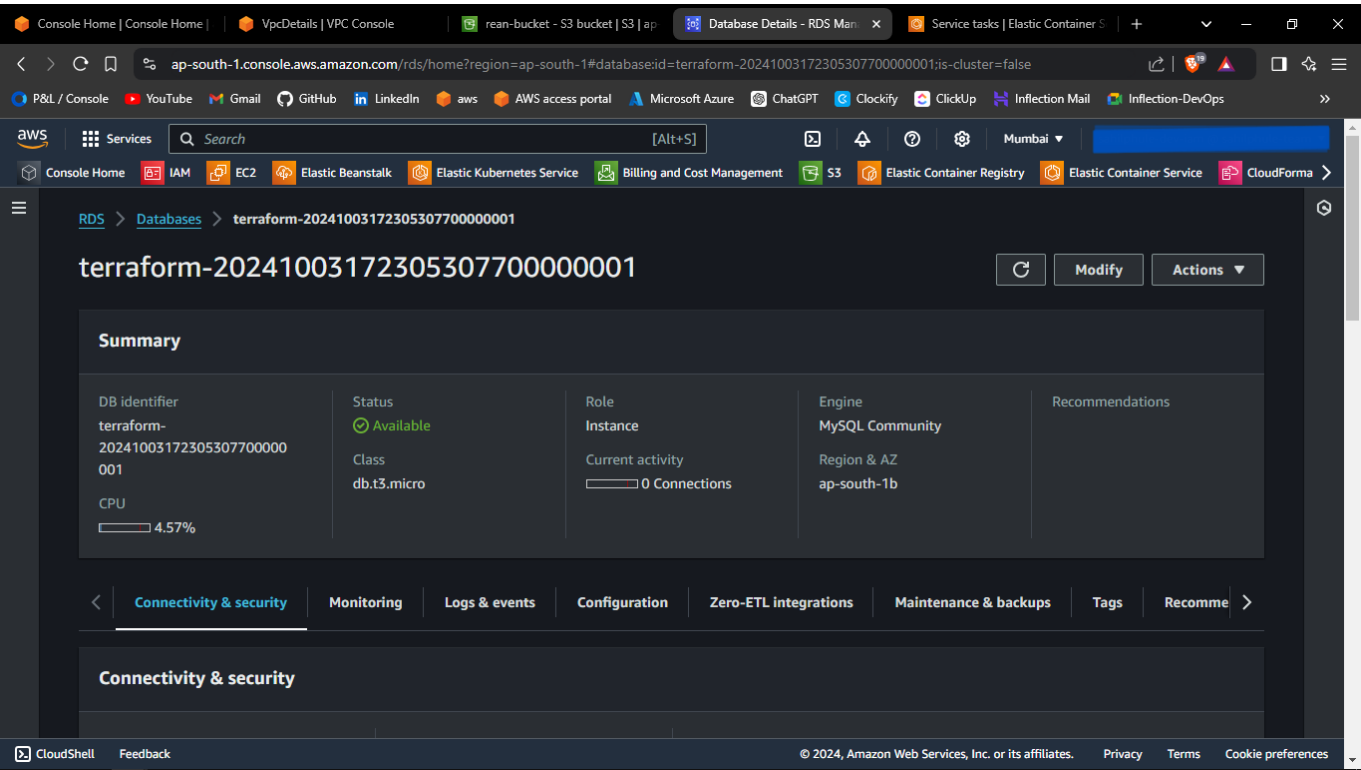 Console Home | Console Home |
VpcDetails | VPC Console
rean-bucket - S3 bucket | S3 | ap
Database Details - RDS Man
Service tasks | Elastic Container S
ap-south-1.console.aws.amazon.com/rds/home?region=ap-south-1#database:id=terraform-20241003172305307700000001;is-cluster=false
P&L / Console
YouTube
Gmail
GitHub
LinkedIn
aws
AWS access portal
Microsoft Azure
ChatGPT
Clockify
ClickUp
Inflection Mail
Inflection-DevOps
aws
Services
Search
[Alt+S]
Mumbai
Console Home
IAM
EC2
Elastic Beanstalk
Elastic Kubernetes Service
Billing and Cost Management
S3
Elastic Container Registry
Elastic Container Service
CloudForma
RDS > Databases > terraform-20241003172305307700000001
terraform-20241003172305307700000001
Modify
Actions
Summary
DB identifier
terraform-
20241003172305307700000
001
CPU
4.57%
Status
Available
Class
db.t3.micro
Role
Instance
Current activity
0 Connections
Engine
MySQL Community
Region & AZ
ap-south-1b
Recommendations
Connectivity & security
Monitoring
Logs & events
Configuration
Zero-ETL integrations
Maintenance & backups
Tags
Recomme
Connectivity & security
CloudShell
Feedback
© 2024, Amazon Web Services, Inc. or its affiliates.
Privacy
Terms
Cookie preferences